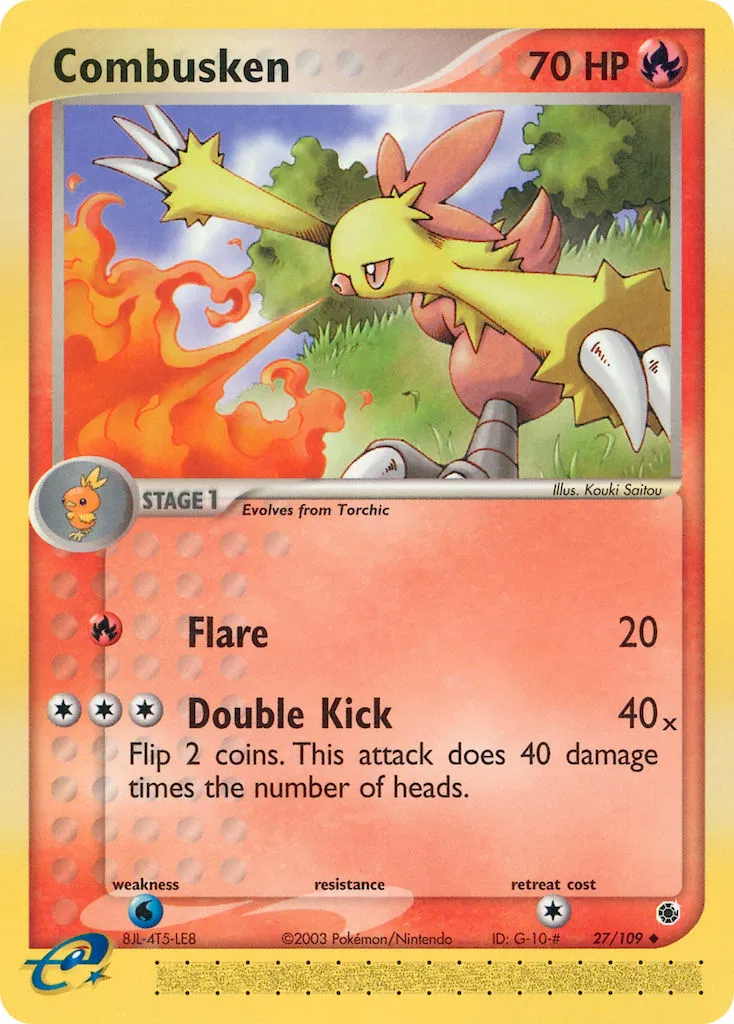 Combusken 70 HP
STAGE 1
Illus. Kouki Saitou
Evolves from Torchic
Flare 20
Double Kick 40x
Flip 2 coins. This attack does 40 damage
times the number of heads.
weakness resistance retreat cost
8JL-4T5-LE8 ©2003 Pokémon/Nintendo ID: G-10-# 27/109 ◆
e